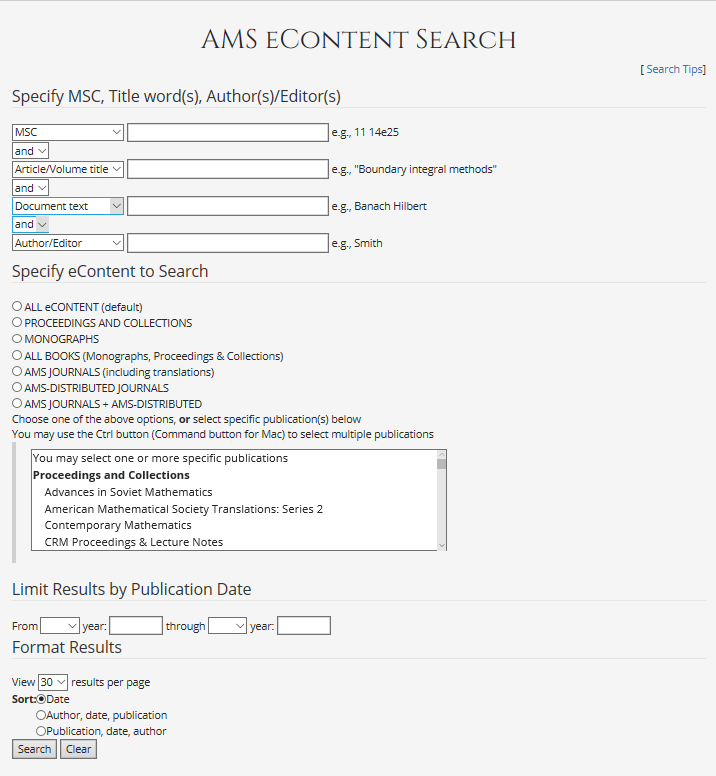 AMS eContent Search
[ Search Tips]
Specify MSC, Title word(s), Author(s)/Editor(s)
MSC e.g., 11 14e25
and
Article/Volume title e.g., "Boundary integral methods"
and
Document text e.g., Banach Hilbert
and
Author/Editor e.g., Smith
Specify eContent to Search
ALL eCONTENT (default)
PROCEEDINGS AND COLLECTIONS
MONOGRAPHS
ALL BOOKS (Monographs, Proceedings & Collections)
AMS JOURNALS (including translations)
AMS-DISTRIBUTED JOURNALS
AMS JOURNALS + AMS-DISTRIBUTED
Choose one of the above options, or select specific publication(s) below
You may use the Ctrl button (Command button for Mac) to select multiple publications
You may select one or more specific publications
Proceedings and Collections
Advances in Soviet Mathematics
American Mathematical Society Translations: Series 2
Contemporary Mathematics
CRM Proceedings & Lecture Notes
Limit Results by Publication Date
From year: through year:
Format Results
View 30 results per page
Sort: Date
Author, date, publication
Publication, date, author
Search Clear